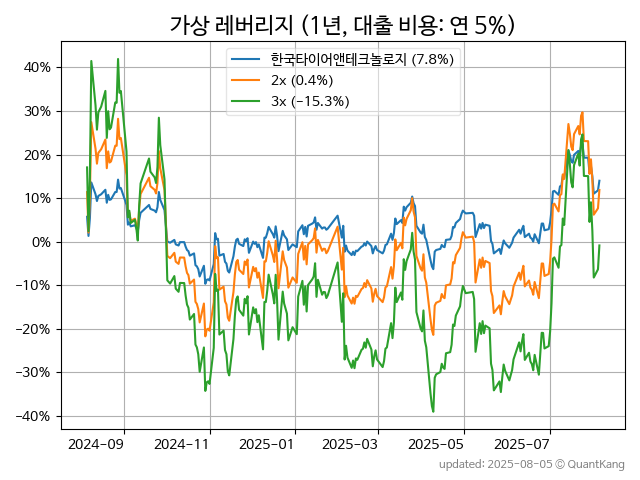 가상 레버리지 (1년, 대출 비용: 연 5%)
한국타이어앤테크놀로지 (7.8%)
2x (0.4%)
3x (−15.3%)
40%
30%
20%
10%
0%
−10%
−20%
−30%
−40%
2024-09 2024-11 2025-01 2025-03 2025-05 2025-07
updated: 2025-08-05 © QuantKang